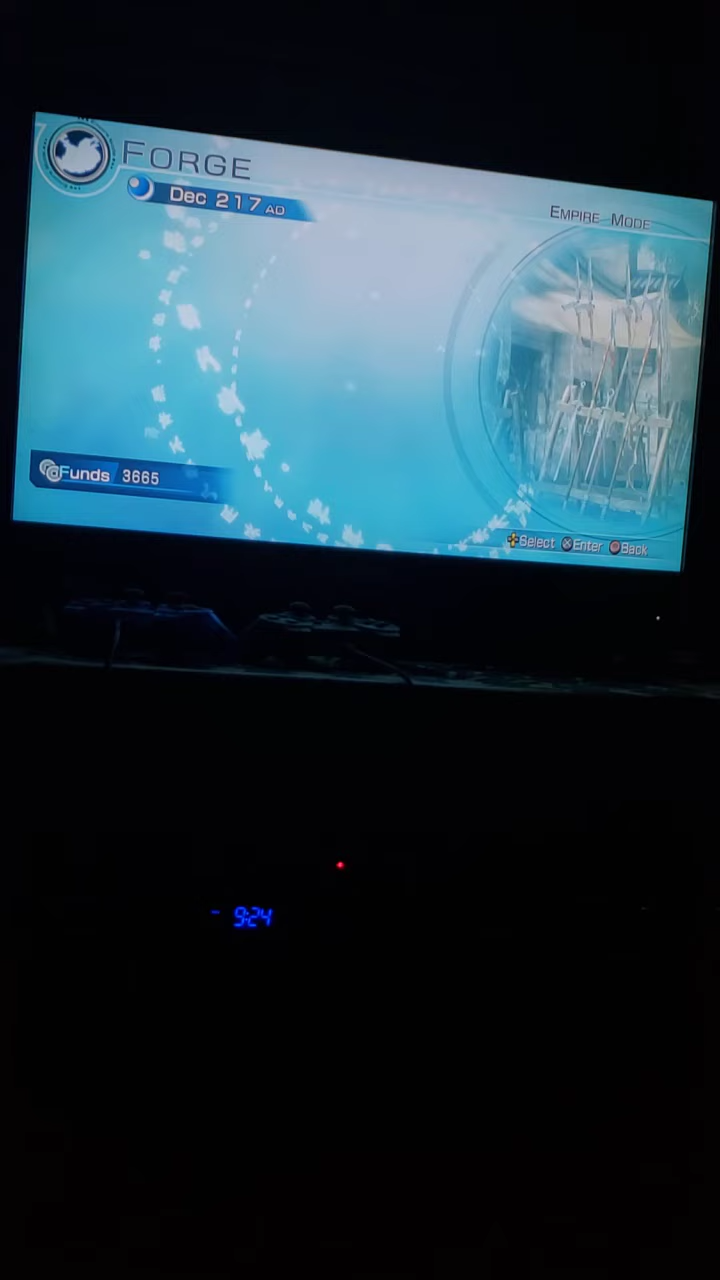 FORGE
Dec 217 AD
EMPIRE MODE
Funds 3665
Select Enter Back
9:24